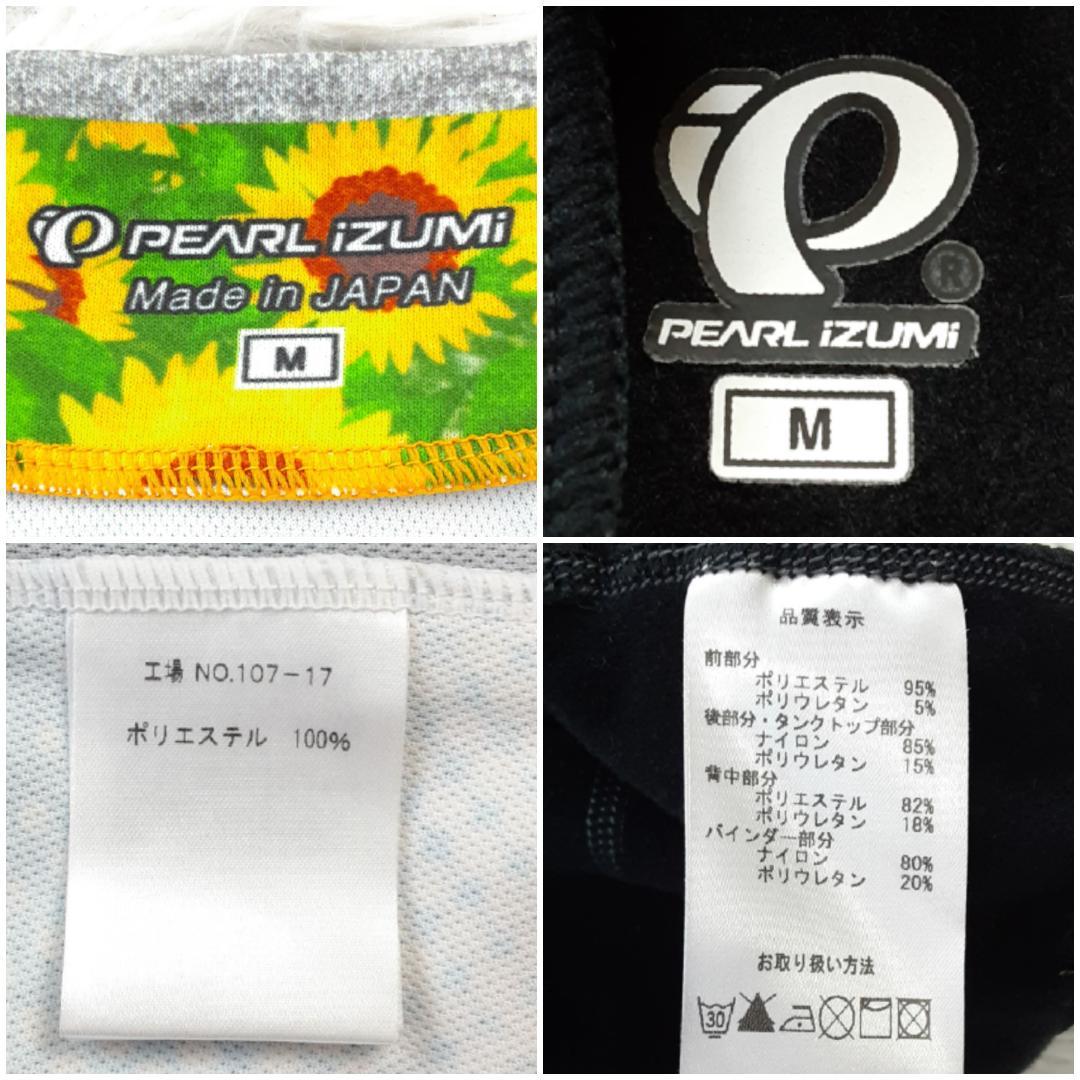 PEARL iZUMi
Made in JAPAN
M
®
PEARL iZUMi
M
工場 NO.107-17
ポリエステル 100%
品質表示
前部分
ポリエステル 95%
ポリウレタン 5%
後部分・タンクトップ部分
ナイロン 85%
ポリウレタン 15%
背中部分
ポリエステル 82%
ポリウレタン 18%
バインダー部分
ナイロン 80%
ポリウレタン 20%
お取り扱い方法
30